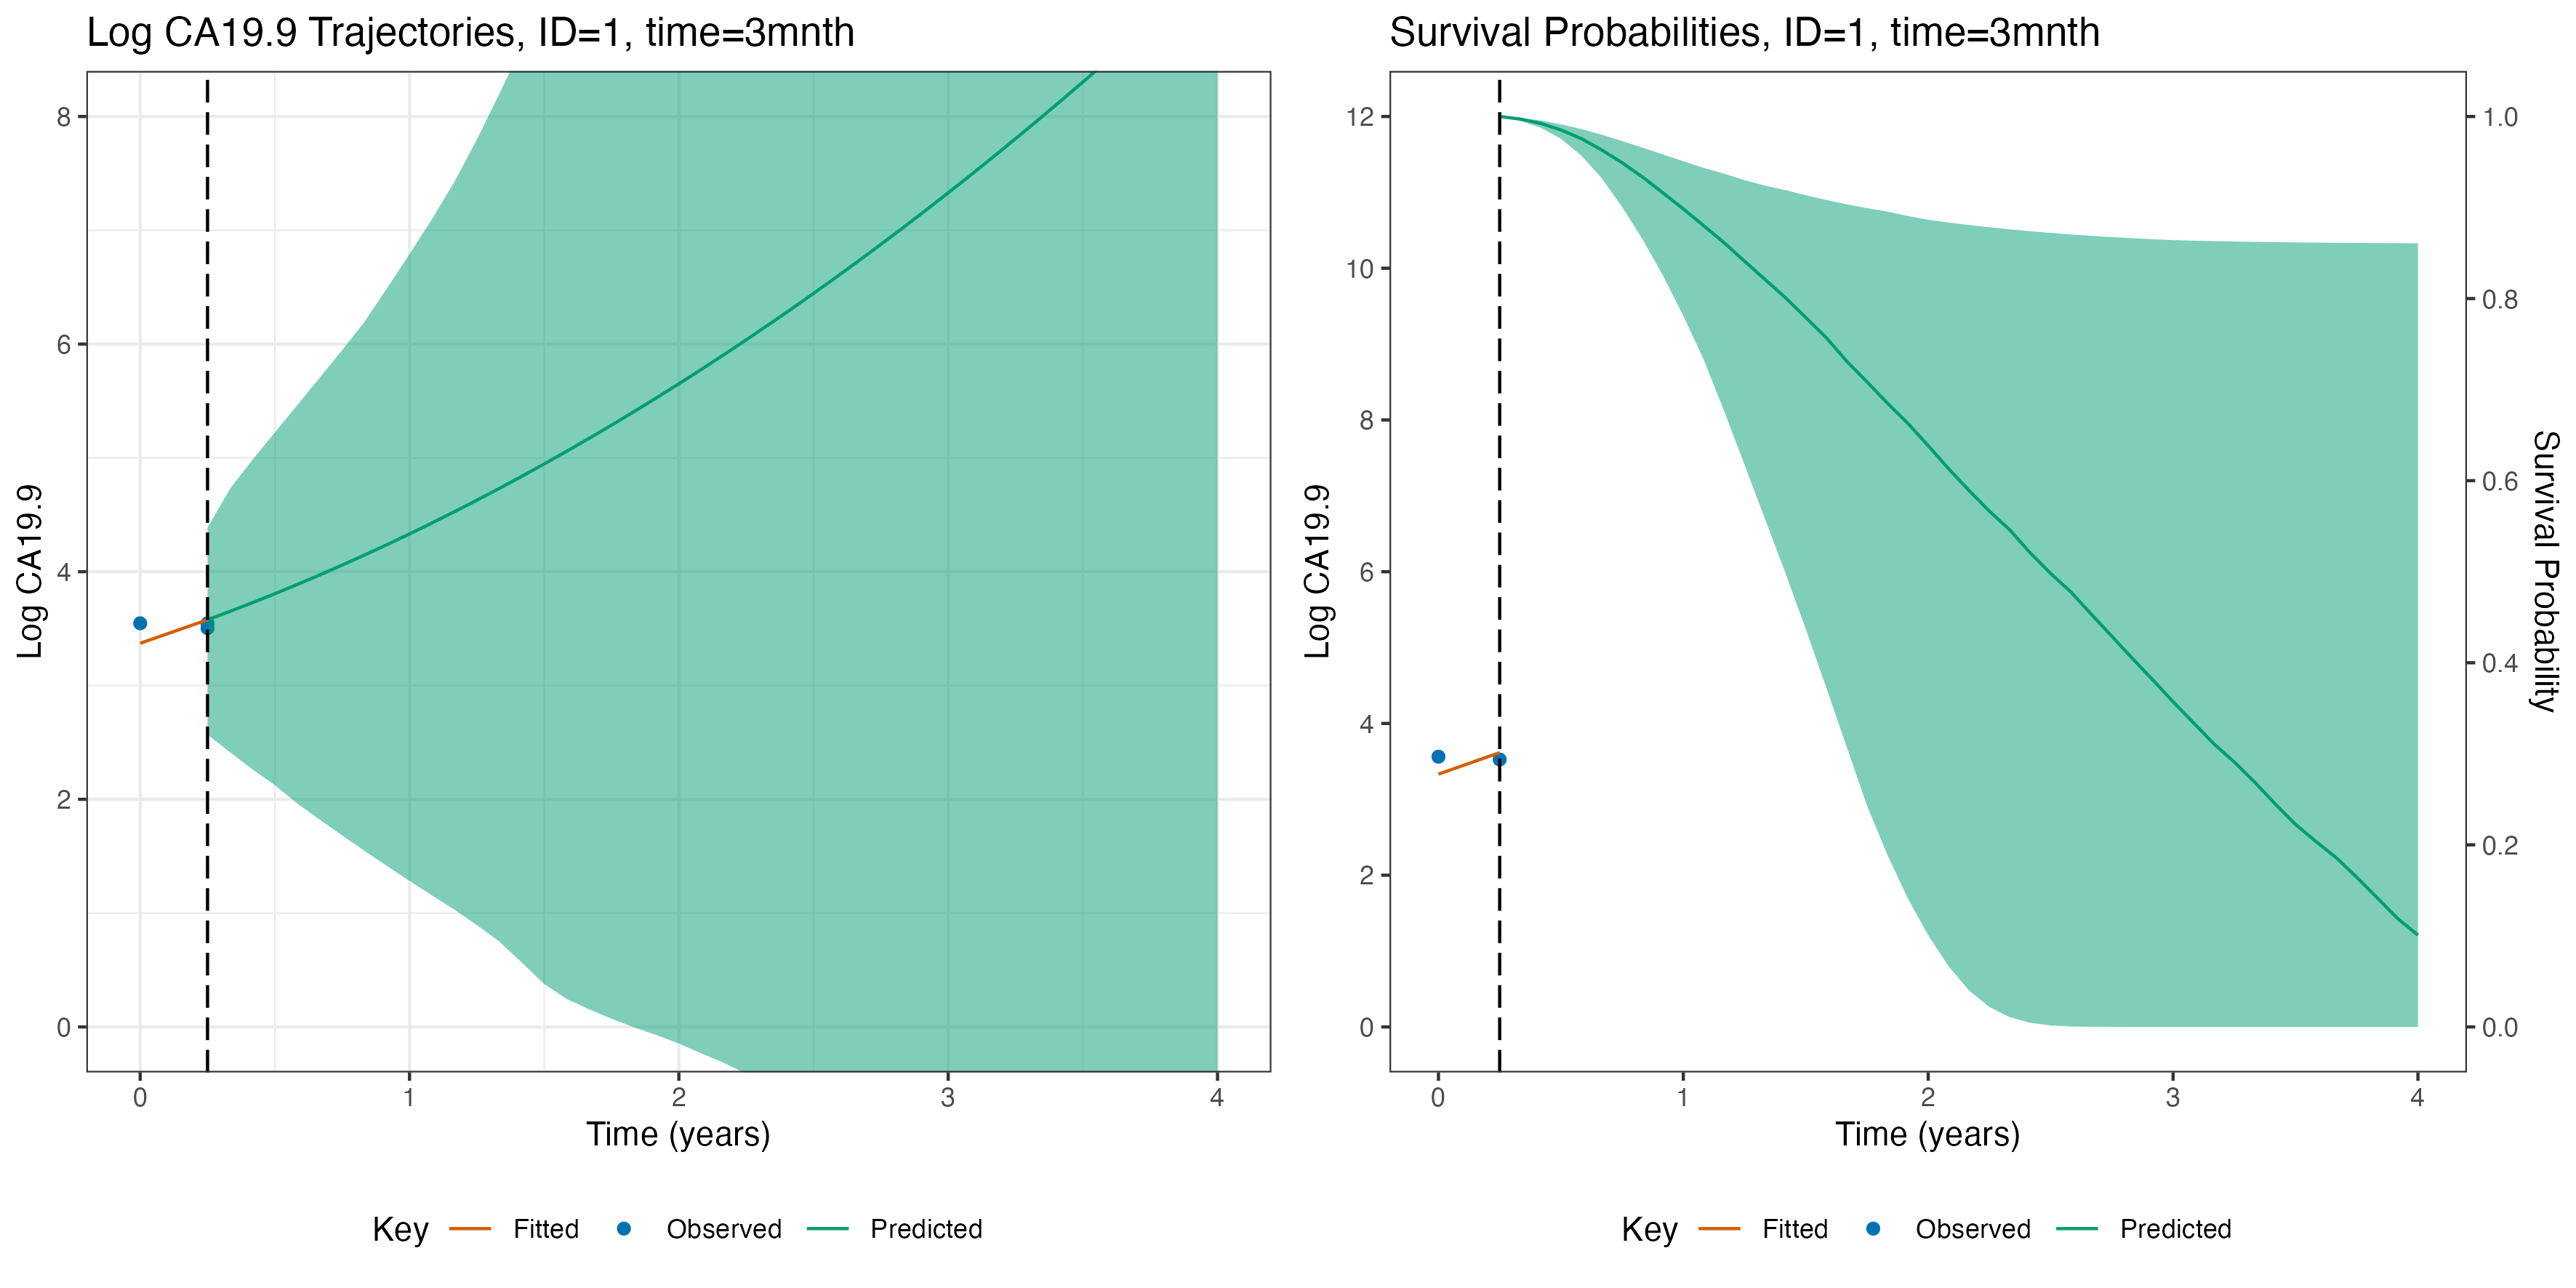 Log CA19.9 Trajectories, ID=1, time=3mnth
Log CA19.9
8
6
4
2
0
0 1 2 3 4
Time (years)
Key Fitted Observed Predicted
Survival Probabilities, ID=1, time=3mnth
Log CA19.9
12
10
8
6
4
2
0
1.0
0.8
0.6
0.4
0.2
0.0
Survival Probability
0 1 2 3 4
Time (years)
Key Fitted Observed Predicted